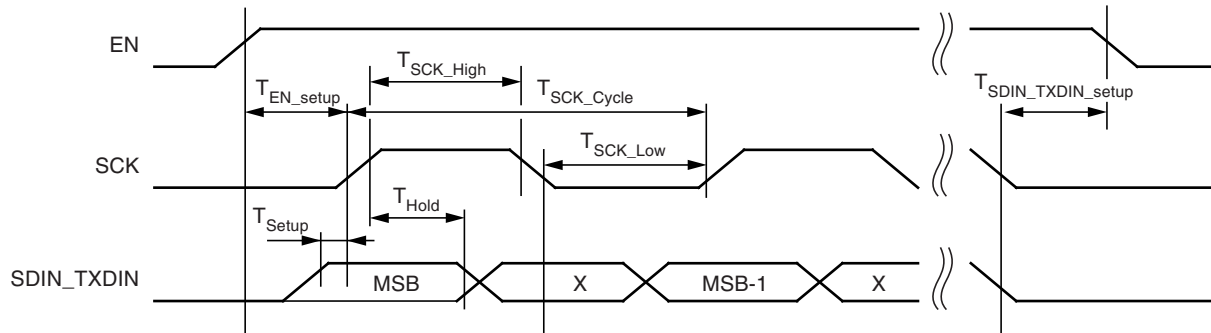 EN
T_SCK_High
T_EN_setup
T_SCK_Cycle
T_SDIN_TXDIN_setup
SCK
T_SCK_Low
T_Hold
T_Setup
SDIN_TXDIN
MSB
X
MSB-1
X